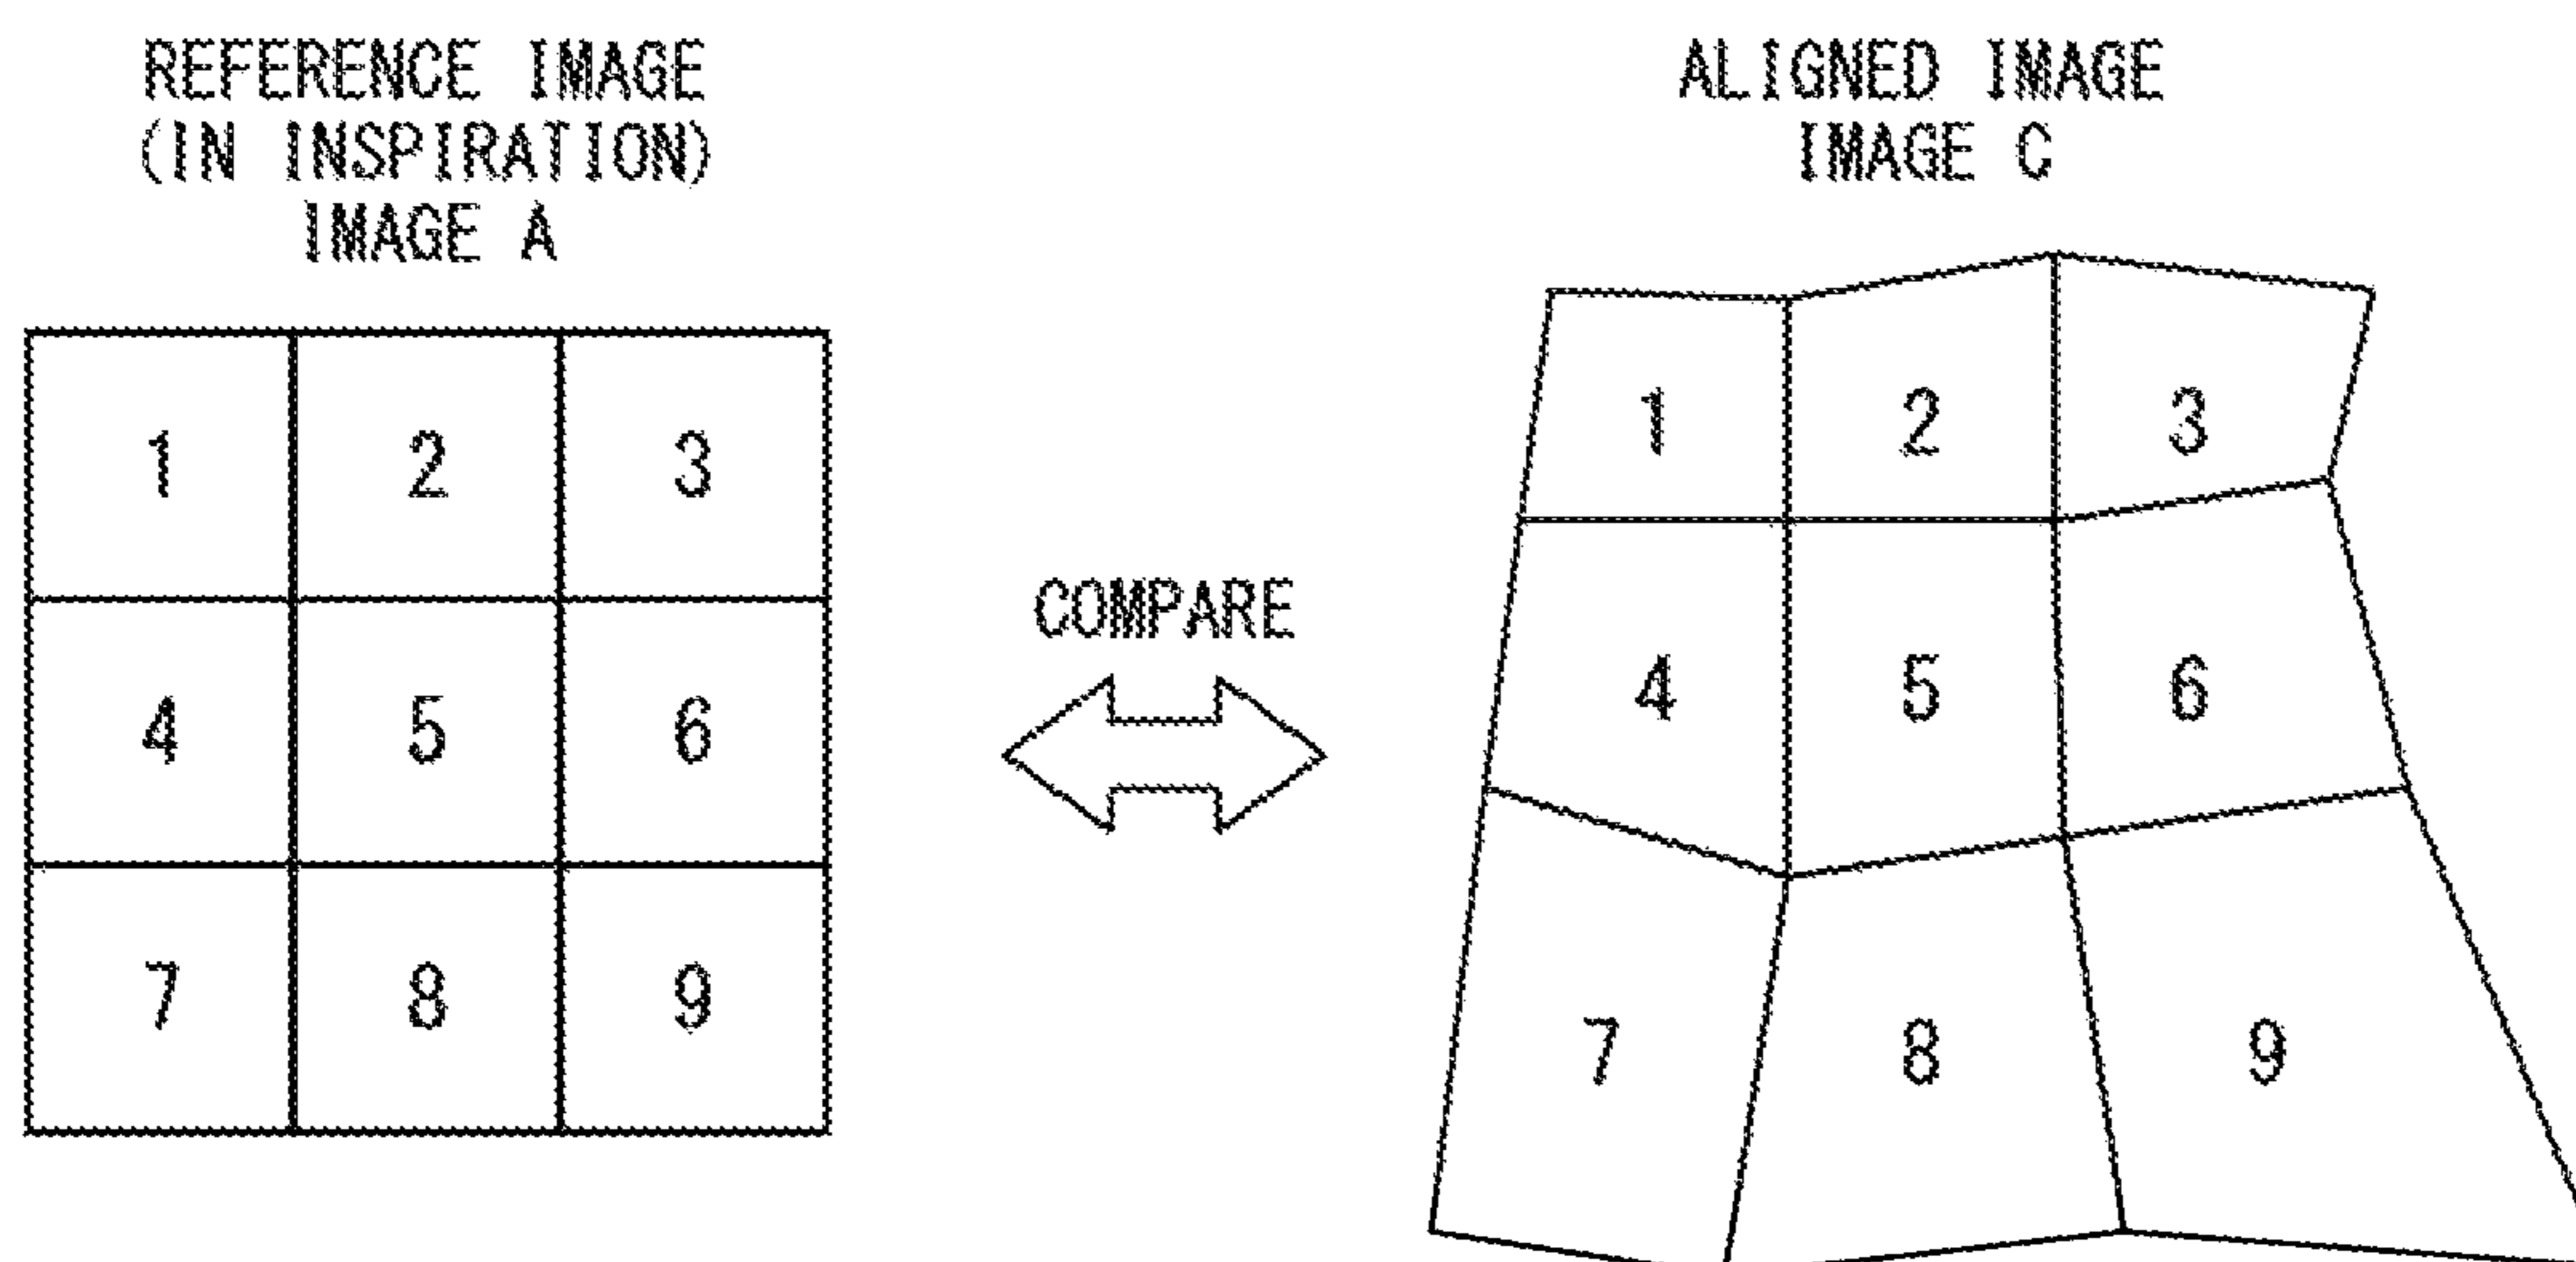 REFERENCE IMAGE
(IN INSPIRATION)
IMAGE A
1 2 3
4 5 6
7 8 9
COMPARE
ALIGNED IMAGE
IMAGE C
1 2 3
4 5 6
7 8 9